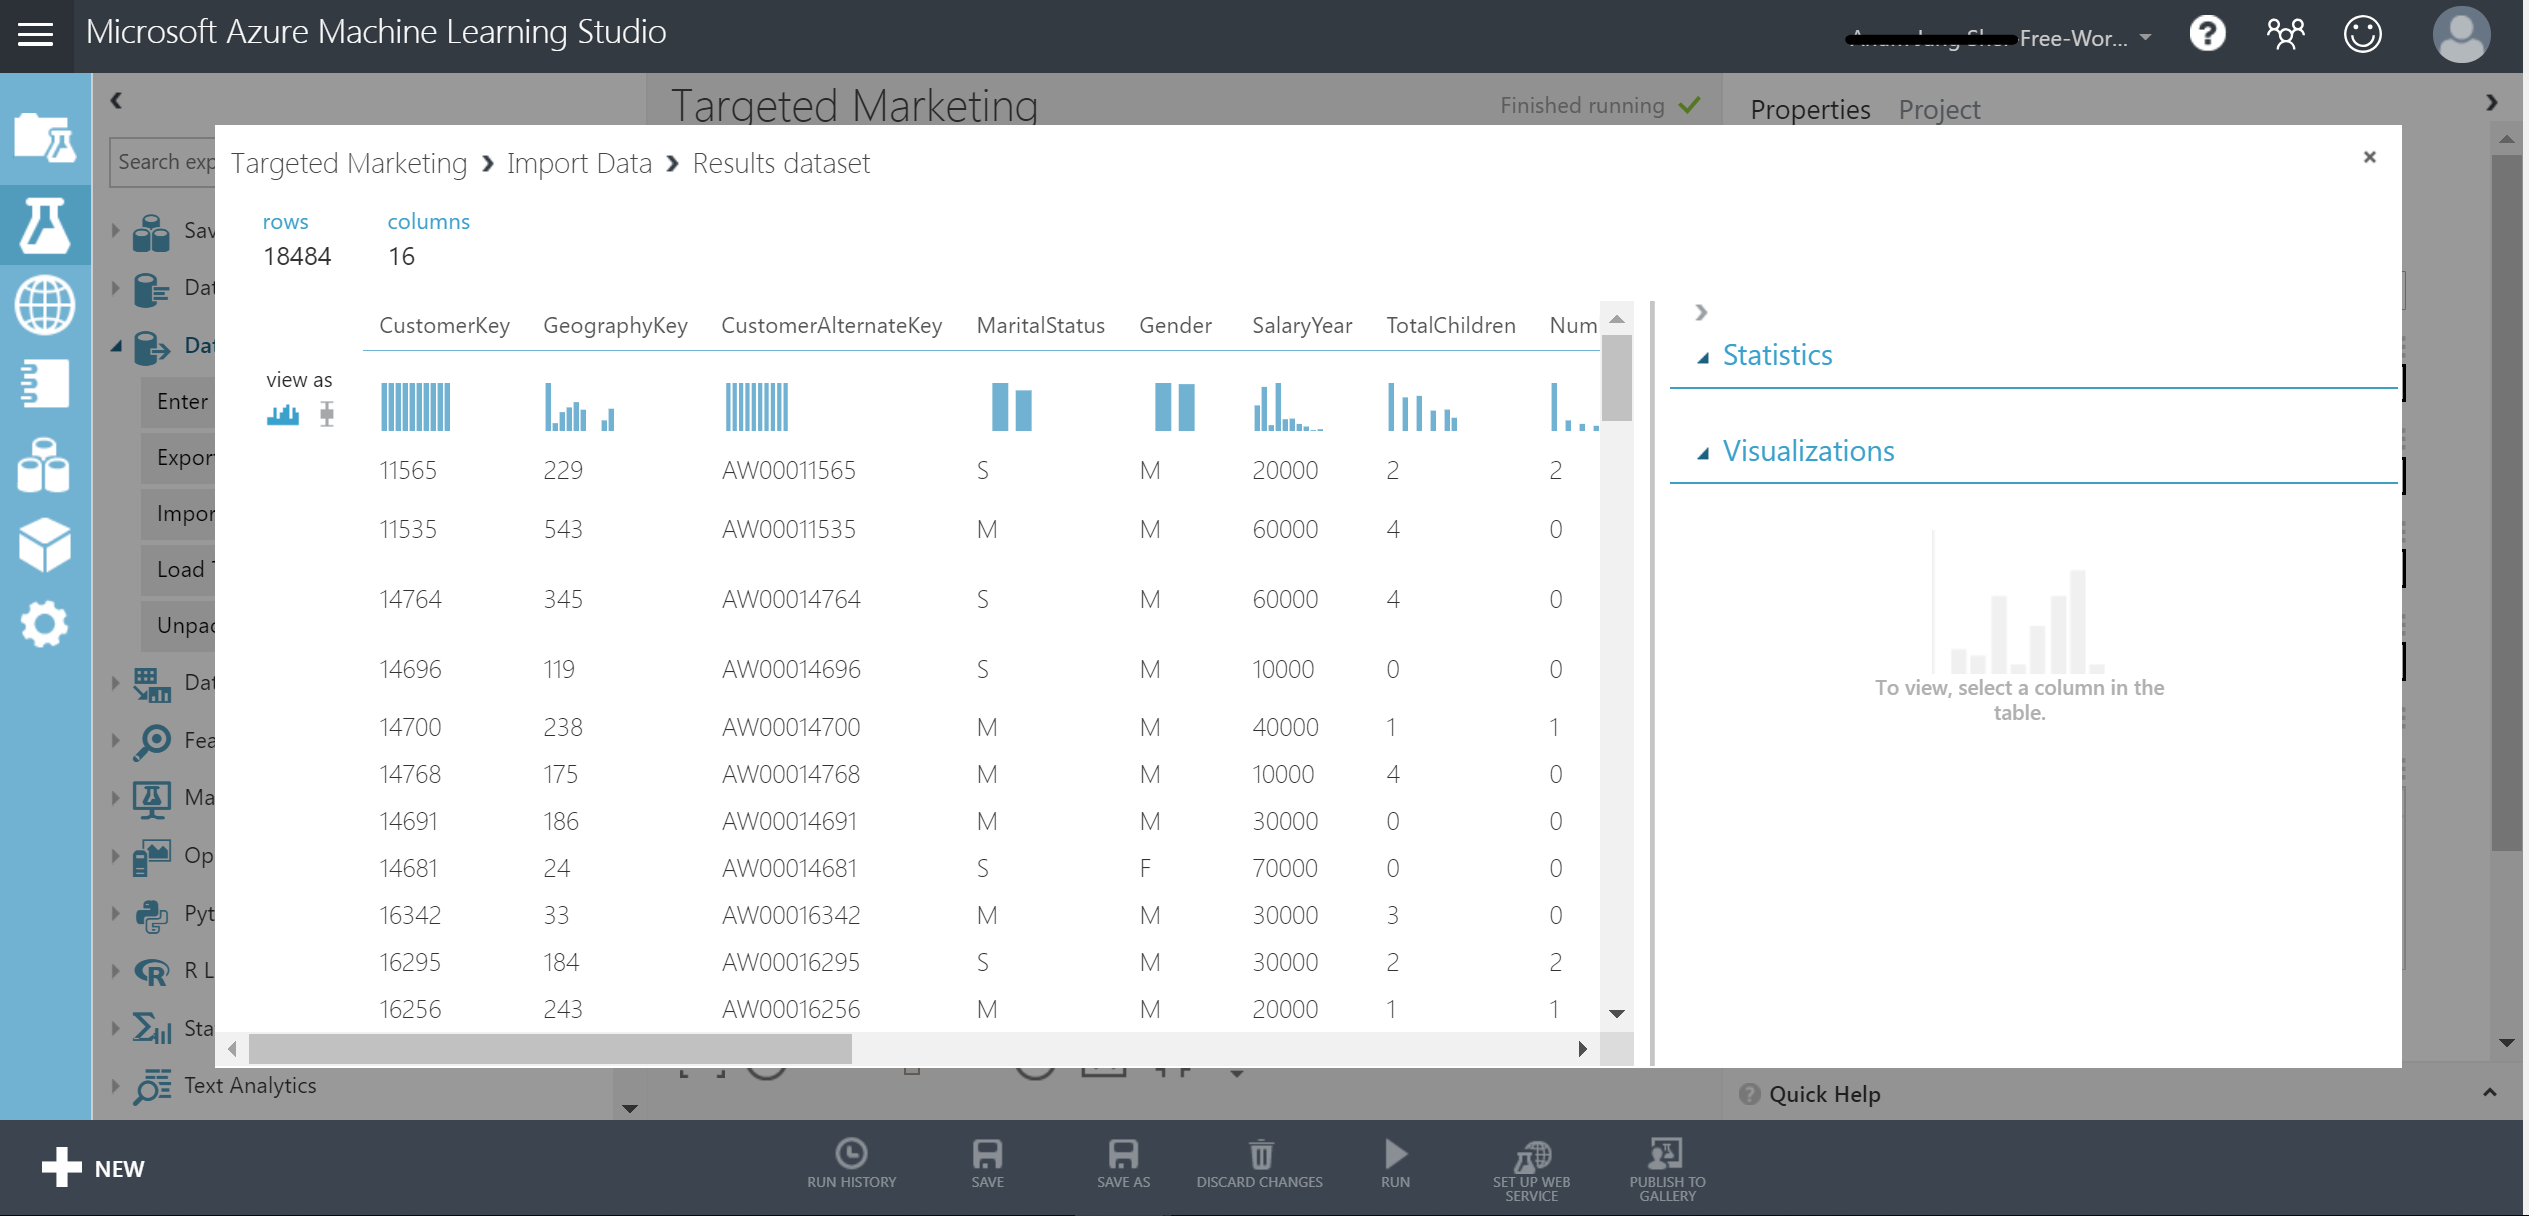 Microsoft Azure Machine Learning Studio
Free-Wor...
Targeted Marketing
Finished running
Properties Project
Search exp
Targeted Marketing > Import Data > Results dataset
rows columns
18484 16
Sav
Dat
Dat
Enter
Expor
Impor
Load
Unpac
Dat
Fea
Ma
Op
Pyt
R L
Sta
Text Analytics
view as
CustomerKey GeographyKey CustomerAlternateKey MaritalStatus Gender SalaryYear TotalChildren Num
11565 229 AW00011565 S M 20000 2 2
11535 543 AW00011535 M M 60000 4 0
14764 345 AW00014764 S M 60000 4 0
14696 119 AW00014696 S M 10000 0 0
14700 238 AW00014700 M M 40000 1 1
14768 175 AW00014768 M M 10000 4 0
14691 186 AW00014691 M M 30000 0 0
14681 24 AW00014681 S F 70000 0 0
16342 33 AW00016342 M M 30000 3 0
16295 184 AW00016295 S M 30000 2 2
16256 243 AW00016256 M M 20000 1 1
Statistics
Visualizations
To view, select a column in the
table.
Quick Help
NEW
RUN HISTORY
SAVE
SAVE AS
DISCARD CHANGES
RUN
SET UP WEB
SERVICE
PUBLISH TO
GALLERY